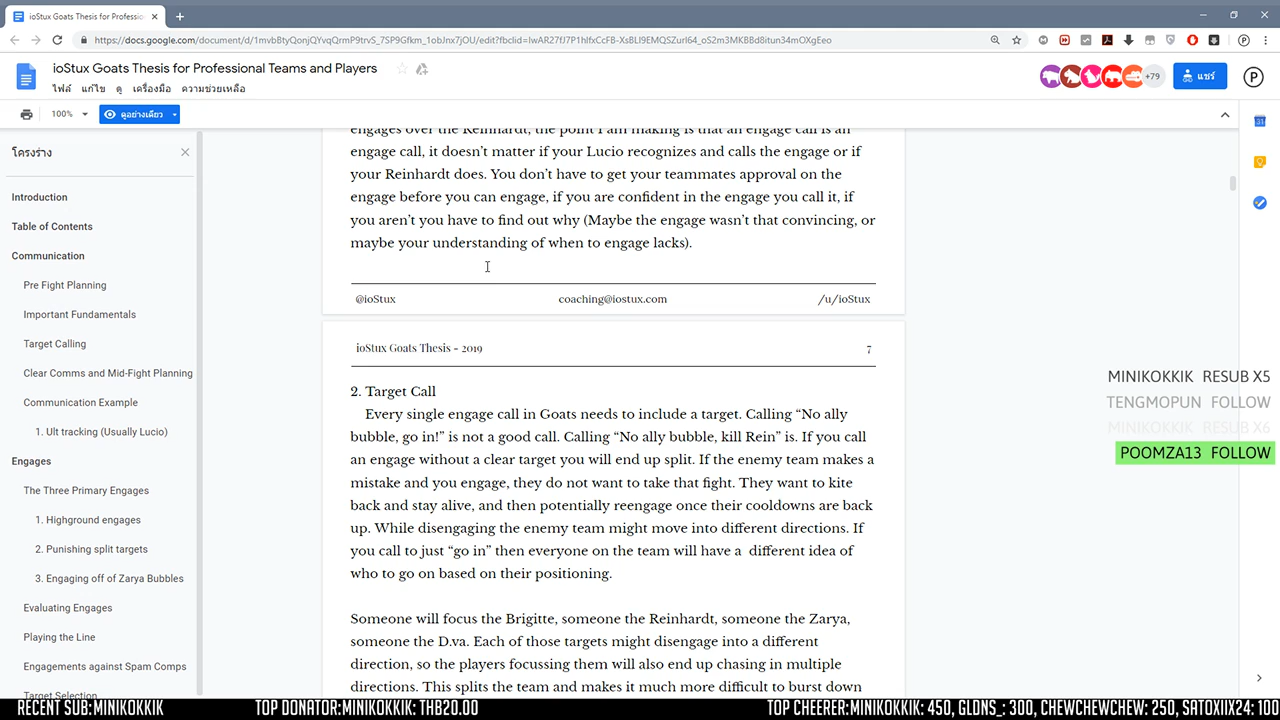 ioStux Goats Thesis for Professio
https://docs.google.com/document/d/1mvbBtyQonjQYvqQrmP9trvS_7SP9Gfkm_1obJnx7jOU/edit?fbclid=IwAR27fJ7P1hIfxCcFB-XsBLl9EMQSZurI64_oS2m3MKBBd8itun34mOXgEeo
ioStux Goats Thesis for Professional Teams and Players
ไฟล์ แก้ไข ดู เครื่องมือ ความช่วยเหลือ
+79
แชร์
P
100%
ดูอย่างเดียว
โครงร่าง
Introduction
Table of Contents
Communication
Pre Fight Planning
Important Fundamentals
Target Calling
Clear Comms and Mid-Fight Planning
Communication Example
1. Ult tracking (Usually Lucio)
Engages
The Three Primary Engages
1. Highground engages
2. Punishing split targets
3. Engaging off of Zarya Bubbles
Evaluating Engages
Playing the Line
Engagements against Spam Comps
Target Selection
engages over the Reinhardt, the point I am making is that an engage call is an
engage call, it doesn't matter if your Lucio recognizes and calls the engage or if
your Reinhardt does. You don't have to get your teammates approval on the
engage before you can engage, if you are confident in the engage you call it, if
you aren't you have to find out why (Maybe the engage wasn't that convincing, or
maybe your understanding of when to engage lacks).
@ioStux coaching@iostux.com /u/ioStux
ioStux Goats Thesis - 2019 7
2. Target Call
Every single engage call in Goats needs to include a target. Calling “No ally
bubble, go in!” is not a good call. Calling “No ally bubble, kill Rein” is. If you call
an engage without a clear target you will end up split. If the enemy team makes a
mistake and you engage, they do not want to take that fight. They want to kite
back and stay alive, and then potentially reengage once their cooldowns are back
up. While disengaging the enemy team might move into different directions. If
you call to just “go in” then everyone on the team will have a different idea of
who to go on based on their positioning.
Someone will focus the Brigitte, someone the Reinhardt, someone the Zarya,
someone the D.va. Each of those targets might disengage into a different
direction, so the players focussing them will also end up chasing in multiple
directions. This splits the team and makes it much more difficult to burst down
MINIKOKKIK RESUB X5
TENGMOPUN FOLLOW
MINIKOKKIK RESUB X6
POOMZA13 FOLLOW
RECENT SUB:MINIKOKKIK TOP DONATOR:MINIKOKKIK: THB20.00 TOP CHEERER:MINIKOKKIK: 450, GLDNS_: 300, CHEWCHEWCHEW: 250, SATOXIIX24: 100